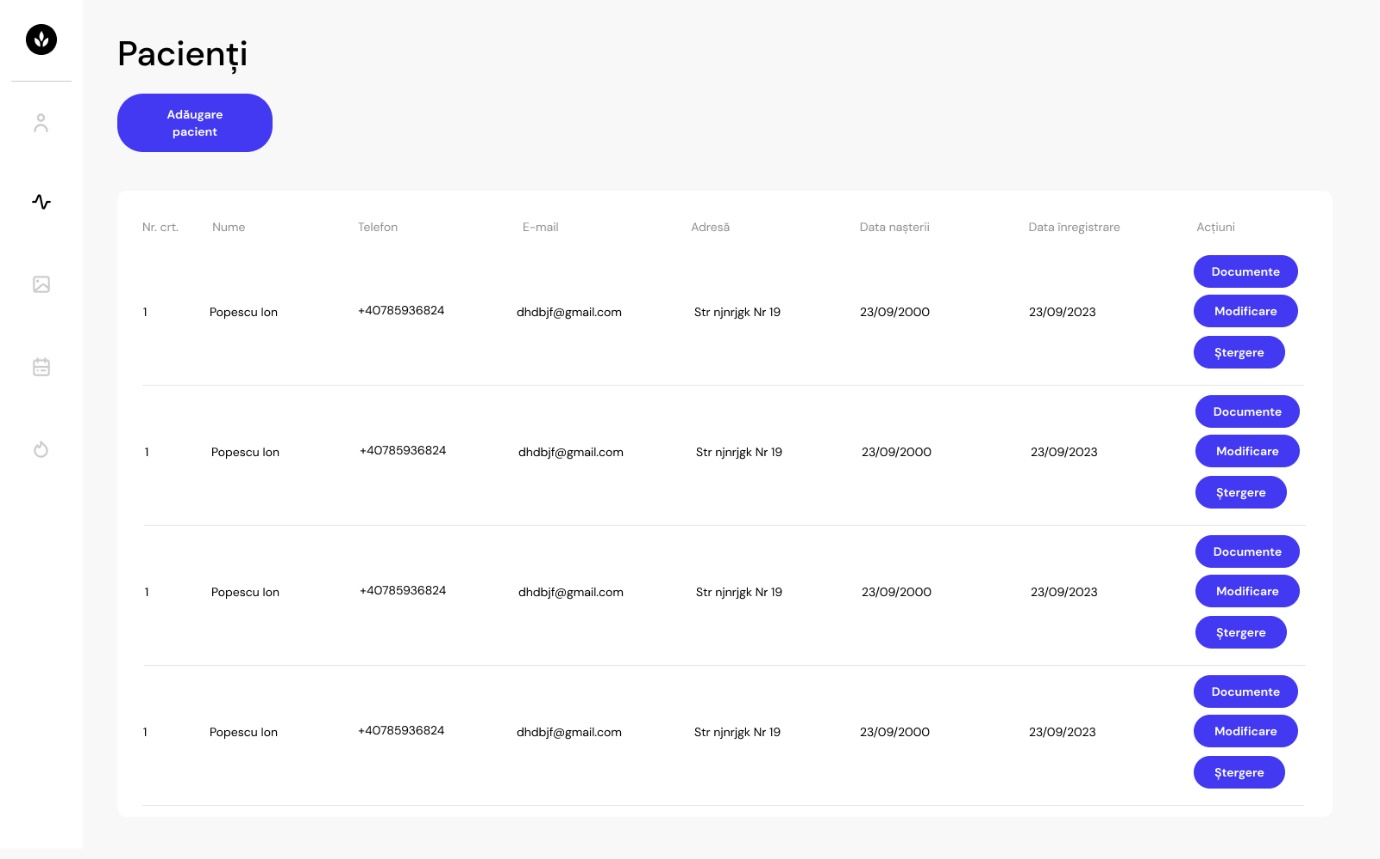 Pacienți
Adăugare
pacient
Nr. crt. Nume Telefon E-mail Adresă Data nașterii Data înregistrare Acțiuni
Documente
1 Popescu Ion +40785936824 dhdbjf@gmail.com Str njnrjgk Nr 19 23/09/2000 23/09/2023 Modificare
Ștergere
Documente
1 Popescu Ion +40785936824 dhdbjf@gmail.com Str njnrjgk Nr 19 23/09/2000 23/09/2023 Modificare
Ștergere
Documente
1 Popescu Ion +40785936824 dhdbjf@gmail.com Str njnrjgk Nr 19 23/09/2000 23/09/2023 Modificare
Ștergere
Documente
1 Popescu Ion +40785936824 dhdbjf@gmail.com Str njnrjgk Nr 19 23/09/2000 23/09/2023 Modificare
Ștergere